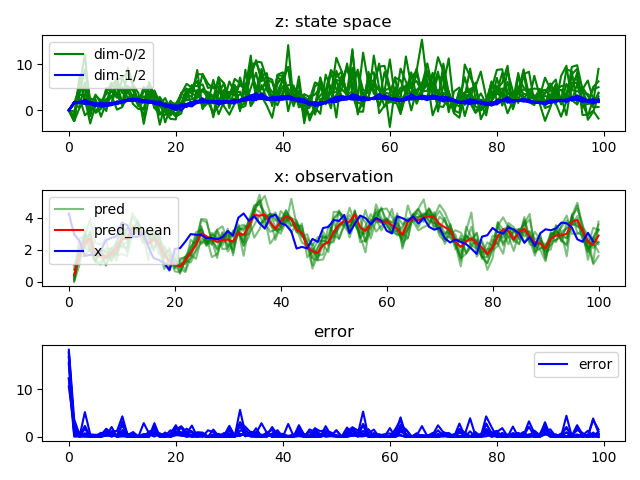 z: state space
dim-0/2
dim-1/2
10
0
0 20 40 60 80 100
x: observation
pred
pred_mean
x
4
2
0
0 20 40 60 80 100
error
error
10
0
0 20 40 60 80 100